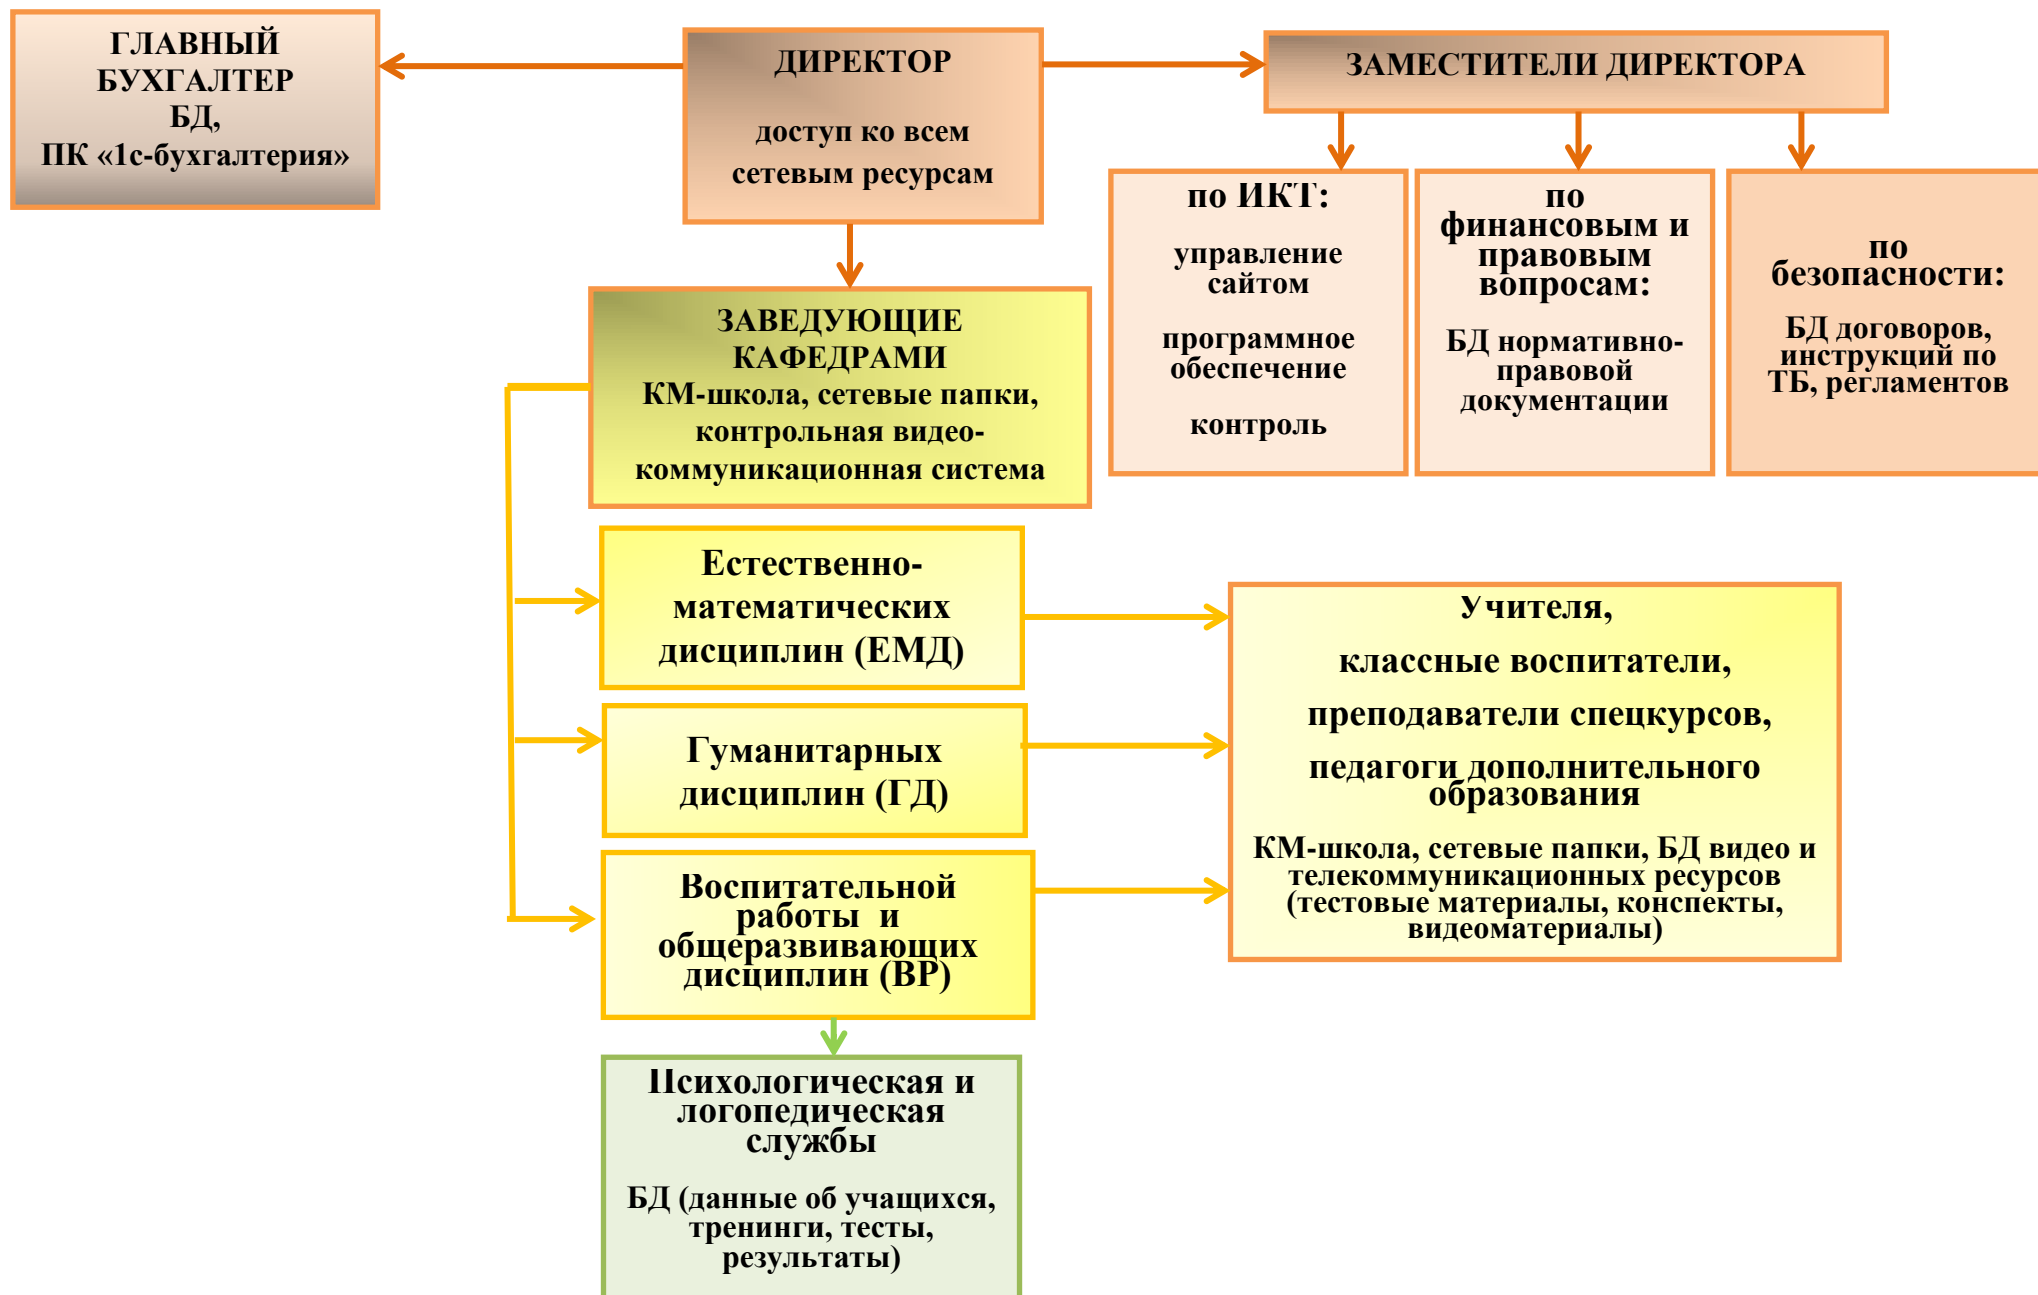 ГЛАВНЫЙ
БУХГАЛТЕР
БД,
ПК «1с-бухгалтерия»
ДИРЕКТОР
доступ ко всем
сетевым ресурсам
ЗАМЕСТИТЕЛИ ДИРЕКТОРА
по ИКТ:
управление
сайтом
программное
обеспечение
контроль
по
финансовым и
правовым
вопросам:
БД нормативно-
правовой
документации
по
безопасности:
БД договоров,
инструкций по
ТБ, регламентов
ЗАВЕДУЮЩИЕ
КАФЕДРАМИ
КМ-школа, сетевые папки,
контрольная видео-
коммуникационная система
Естественно-
математических
дисциплин (ЕМД)
Гуманитарных
дисциплин (ГД)
Воспитательной
работы и
общеразвивающих
дисциплин (ВР)
Учителя,
классные воспитатели,
преподаватели спецкурсов,
педагоги дополнительного
образования
КМ-школа, сетевые папки, БД видео и
телекоммуникационных ресурсов
(тестовые материалы, конспекты,
видеоматериалы)
Психологическая и
логопедическая
службы
БД (данные об учащихся,
тренинги, тесты,
результаты)